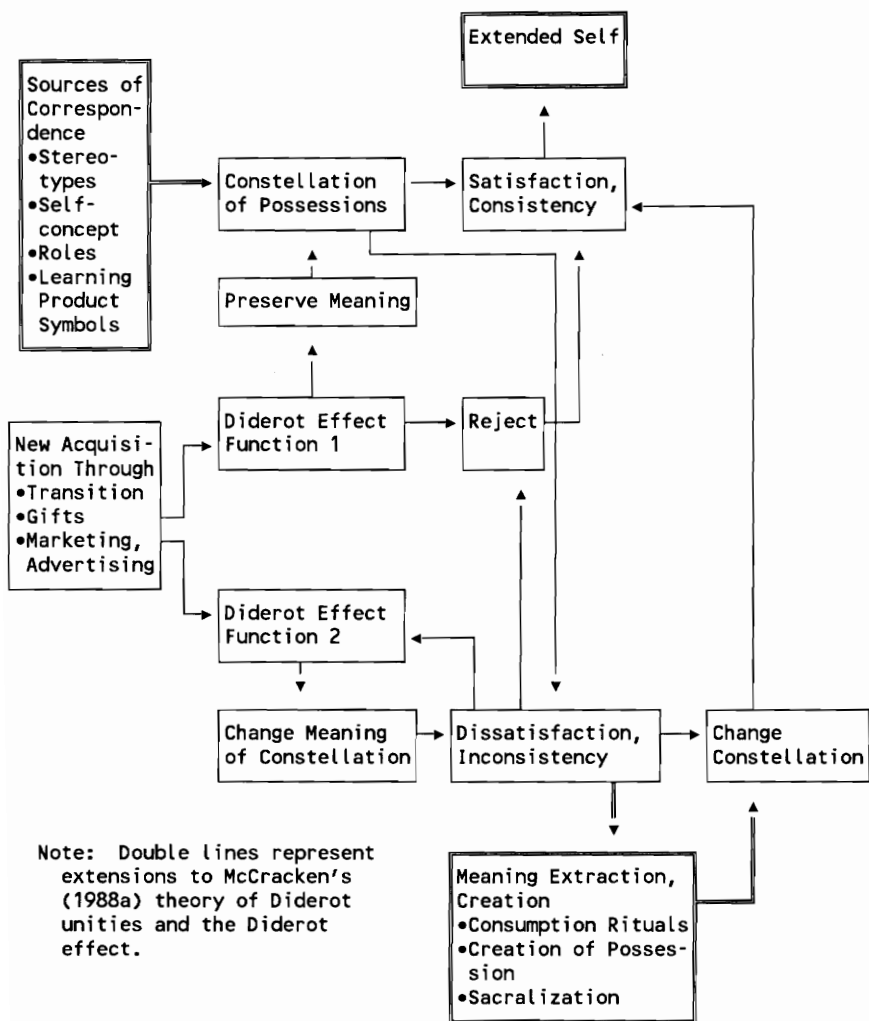 Extended Self
Sources of
Correspon-
dence
•Stereo-
types
•Self-
concept
•Roles
•Learning
Product
Symbols
Constellation
of Possessions
Satisfaction,
Consistency
Preserve Meaning
New Acquisi-
tion Through
•Transition
•Gifts
•Marketing,
Advertising
Diderot Effect
Function 1
Reject
Diderot Effect
Function 2
Change Meaning
of Constellation
Dissatisfaction,
Inconsistency
Change
Constellation
Note: Double lines represent
extensions to McCracken's
(1988a) theory of Diderot
unities and the Diderot
effect.
Meaning Extraction,
Creation
•Consumption Rituals
•Creation of Posses-
sion
•Sacralization